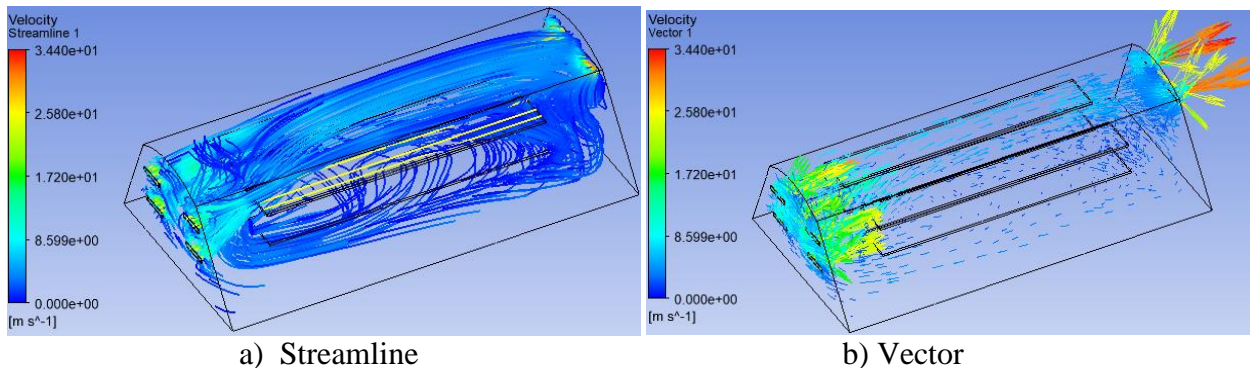 Velocity
Streamline 1
3.440e+01
2.580e+01
1.720e+01
8.599e+00
0.000e+00
[m s^-1]
Velocity
Vector 1
3.440e+01
2.580e+01
1.720e+01
8.599e+00
0.000e+00
[m s^-1]
a) Streamline
b) Vector